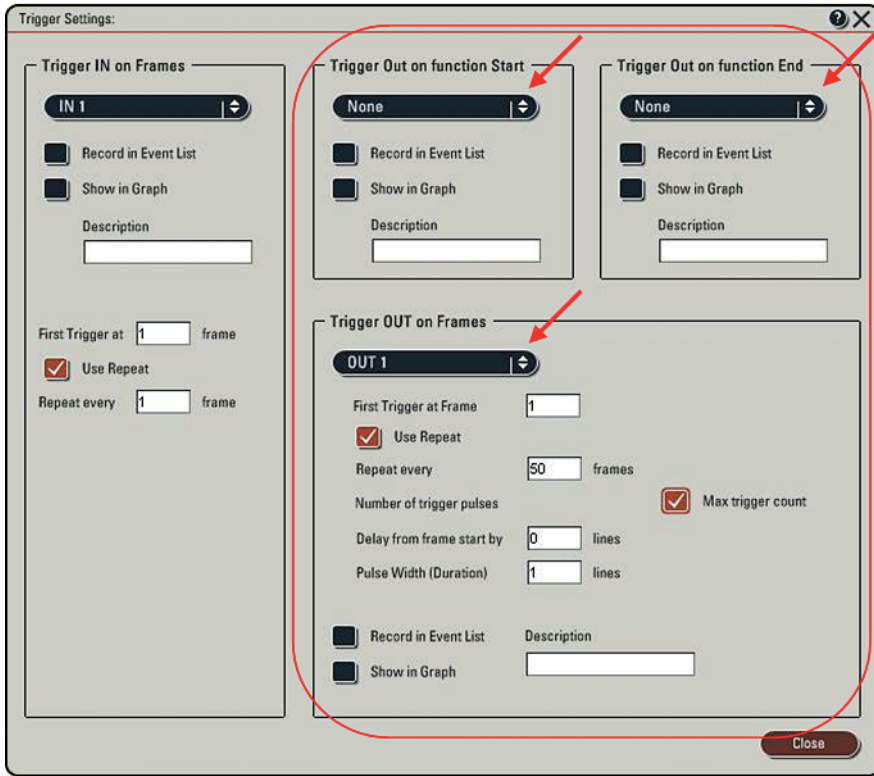 Trigger Settings:
?
Trigger IN on Frames
IN 1
Record in Event List
Show in Graph
Description
First Trigger at 1 frame
Use Repeat
Repeat every 1 frame
Trigger Out on function Start
None
Record in Event List
Show in Graph
Description
Trigger Out on function End
None
Record in Event List
Show in Graph
Description
Trigger OUT on Frames
OUT 1
First Trigger at Frame 1
Use Repeat
Repeat every 50 frames
Number of trigger pulses Max trigger count
Delay from frame start by 0 lines
Pulse Width (Duration) 1 lines
Record in Event List
Show in Graph
Description
Close